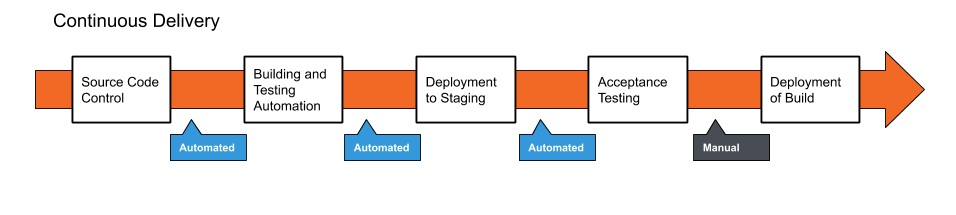 Continuous Delivery
Source Code
Control
Building and
Testing
Automation
Deployment
to Staging
Acceptance
Testing
Deployment
of Build
Automated
Automated
Automated
Manual